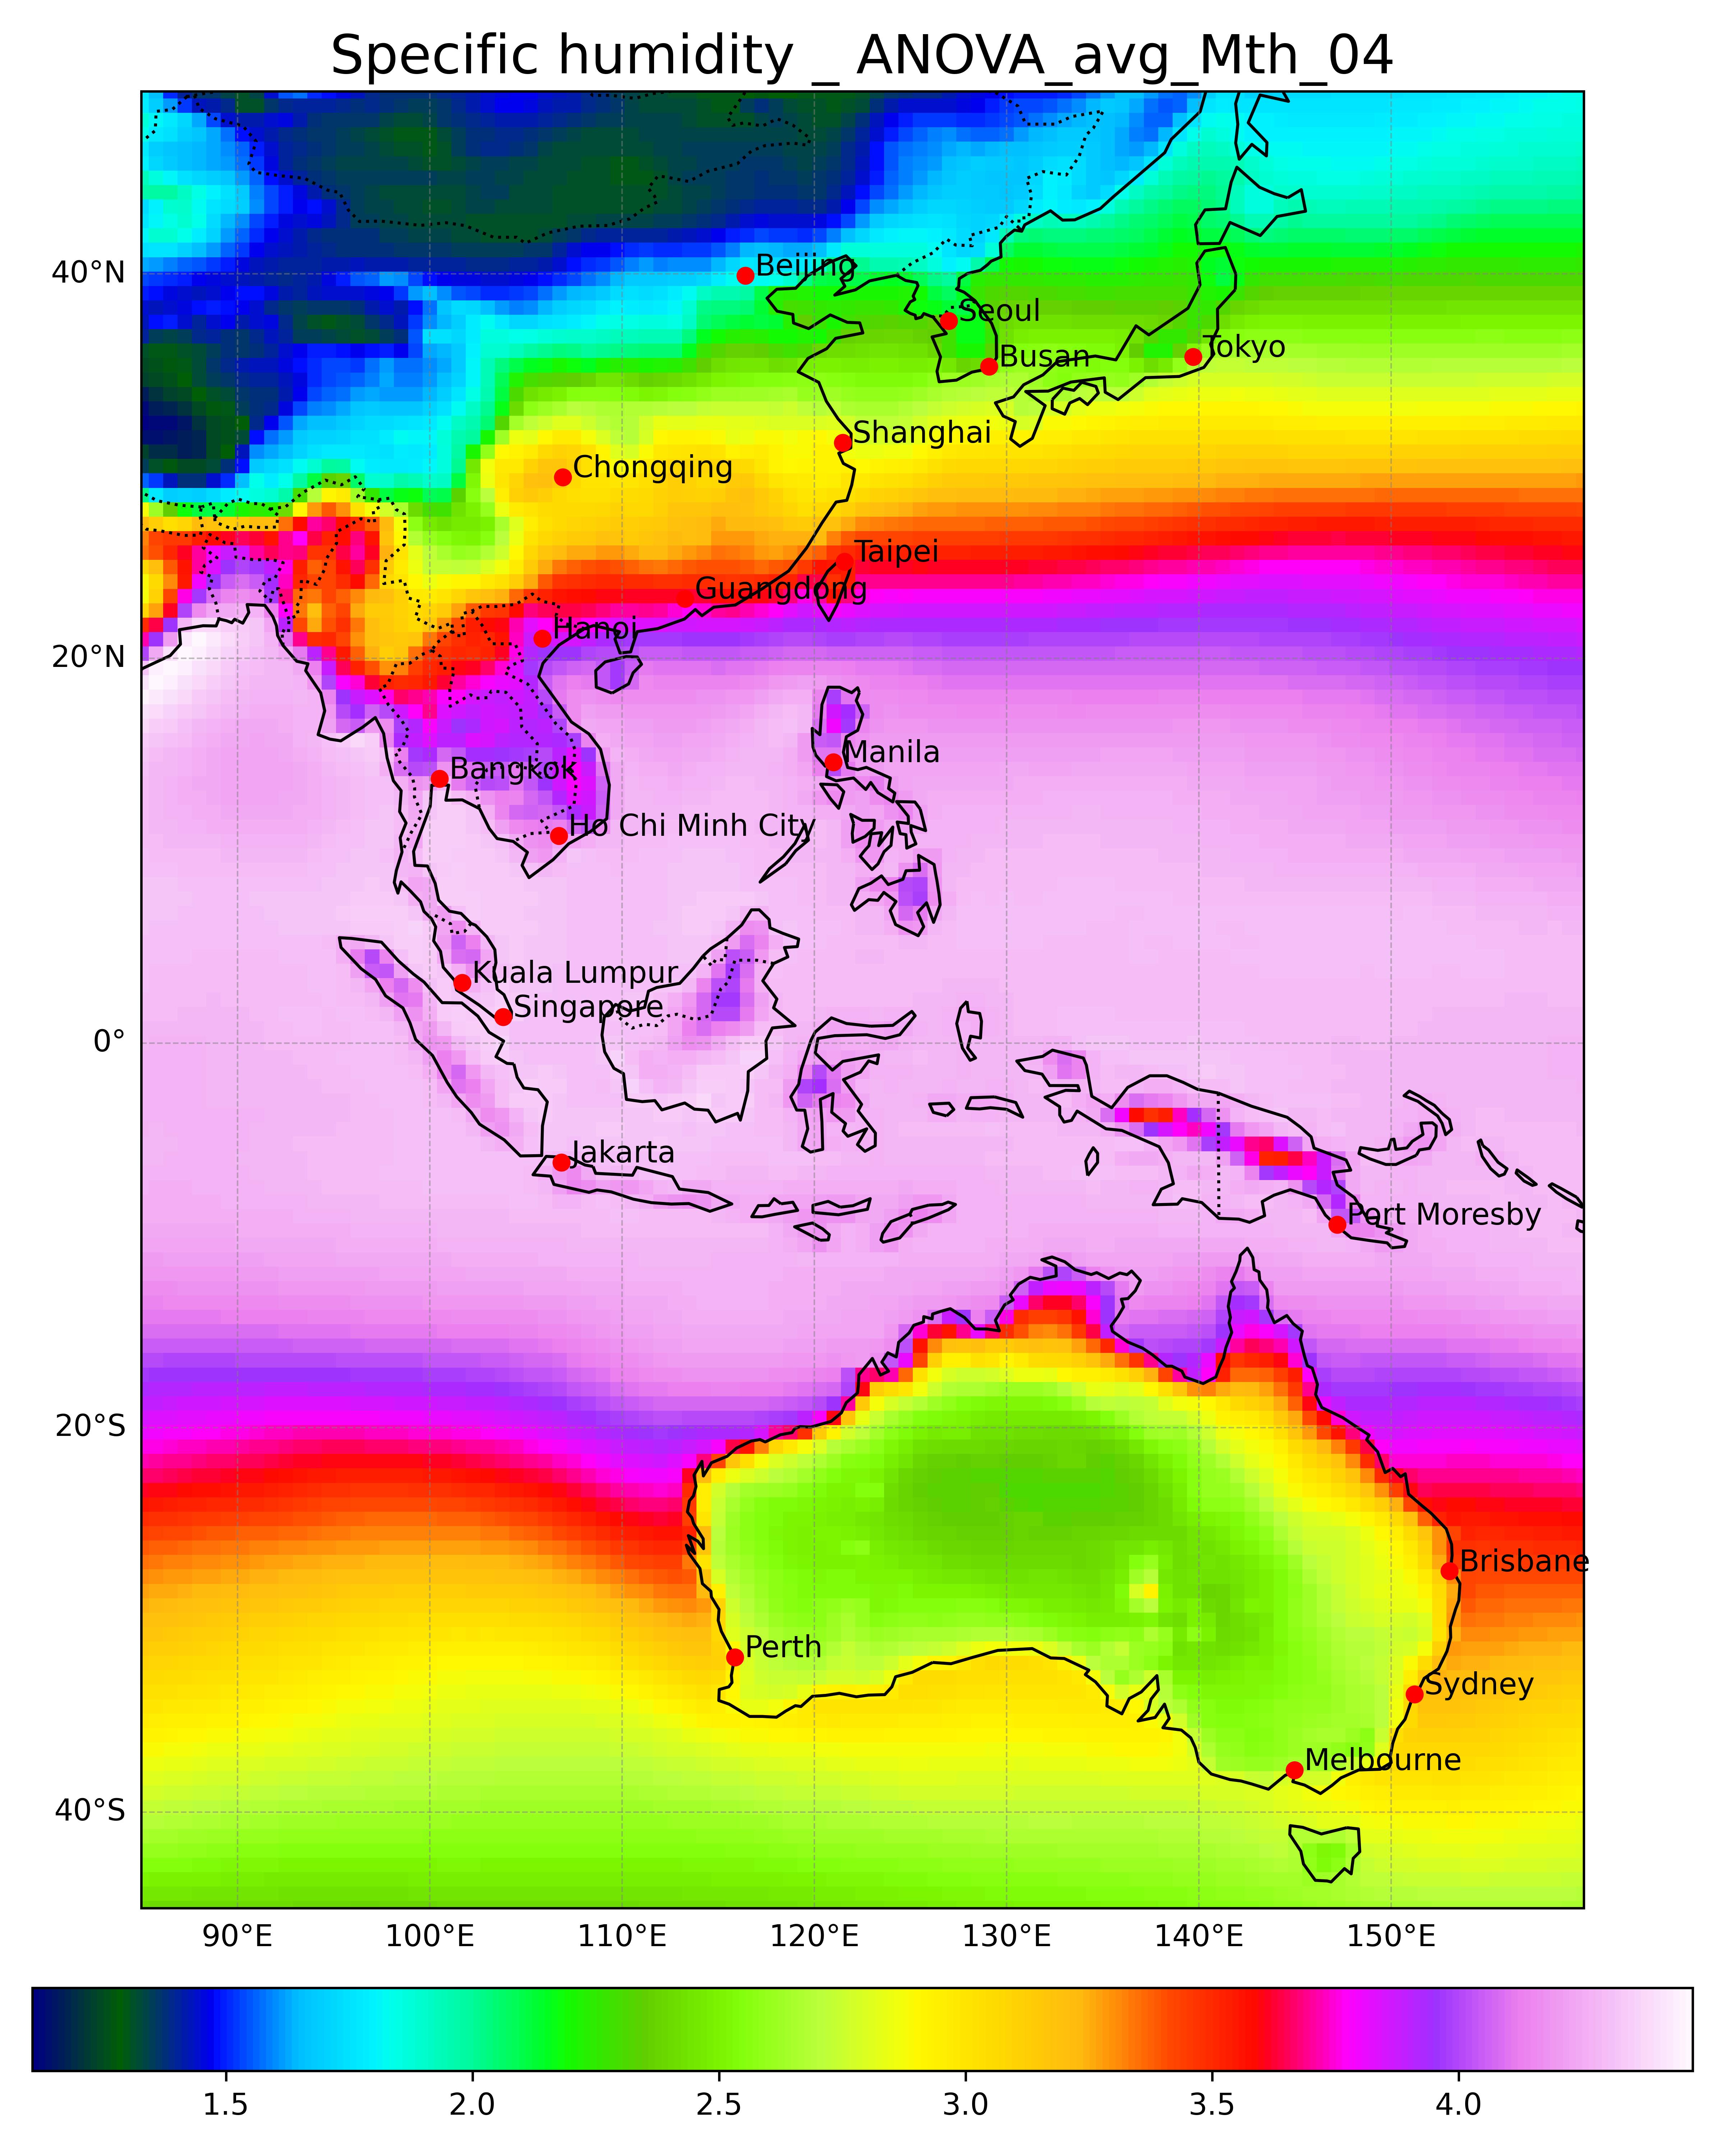 Specific humidity _ ANOVA_avg_Mth_04
40°N
20°N
0°
20°S
40°S
Beijing
Seoul
Tokyo
Busan
Shanghai
Chongqing
Taipei
Guangdong
Hanoi
Manila
Bangkok
Ho Chi Minh City
Kuala Lumpur
Singapore
Jakarta
Port Moresby
Brisbane
Perth
Sydney
Melbourne
90°E 100°E 110°E 120°E 130°E 140°E 150°E
1.5 2.0 2.5 3.0 3.5 4.0